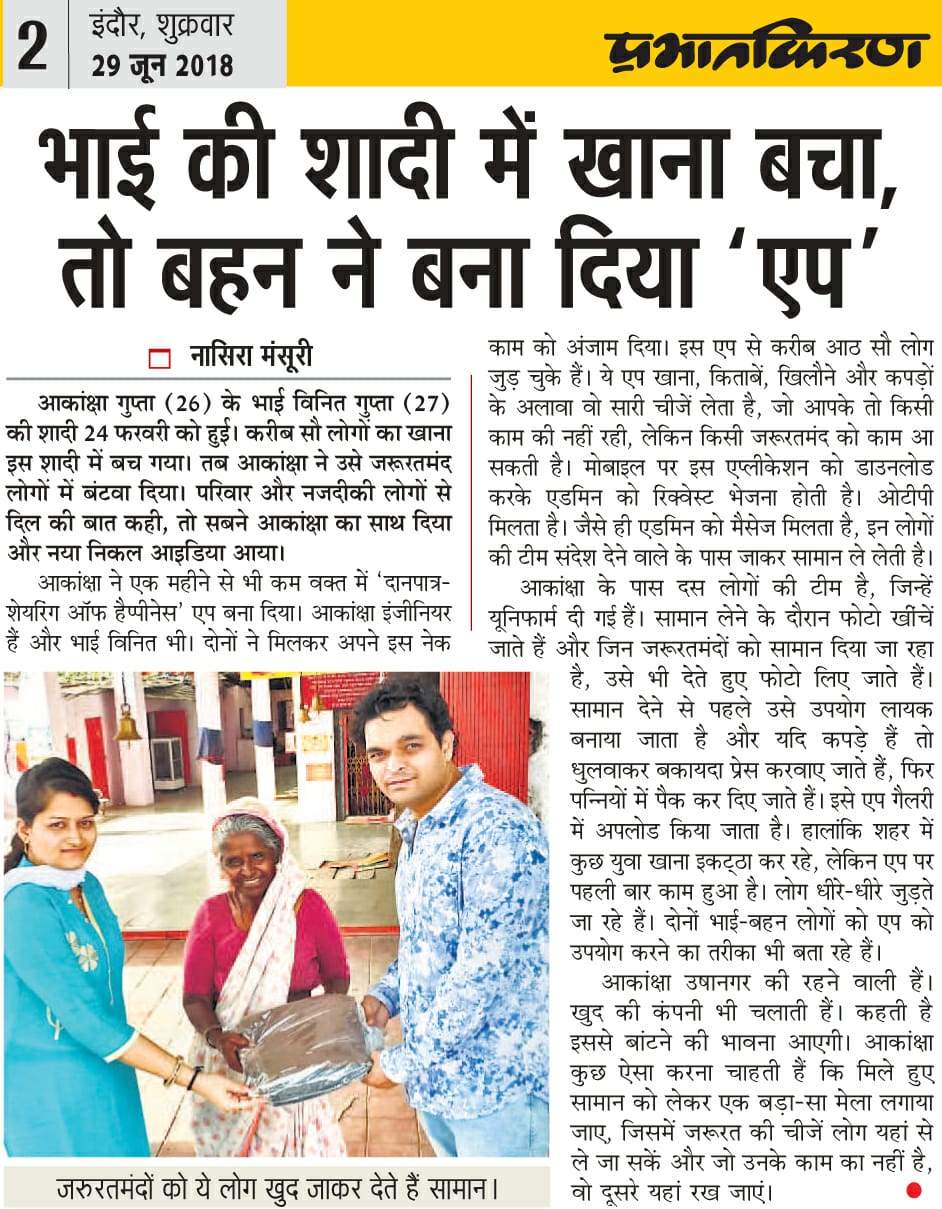 2
इंदौर, शुक्रवार
29 जून 2018
प्रभातकिरण
भाई की शादी में खाना बचा,
तो बहन ने बना दिया ‘एप’
नासिरा मंसूरी
आकांक्षा गुप्ता (26) के भाई विनित गुप्ता (27)
की शादी 24 फरवरी को हुई। करीब सौ लोगों का खाना
इस शादी में बच गया। तब आकांक्षा ने उसे जरूरतमंद
लोगों में बंटवा दिया। परिवार और नजदीकी लोगों से
दिल की बात कही, तो सबने आकांक्षा का साथ दिया
और नया निकल आइडिया आया।
आकांक्षा ने एक महीने से भी कम वक्त में ‘दानपात्र-
शेयरिंग ऑफ हैप्पीनेस’ एप बना दिया। आकांक्षा इंजीनियर
हैं और भाई विनित भी। दोनों ने मिलकर अपने इस नेक
काम को अंजाम दिया। इस एप से करीब आठ सौ लोग
जुड़ चुके हैं। ये एप खाना, किताबें, खिलौने और कपड़ों
के अलावा वो सारी चीजें लेता है, जो आपके तो किसी
काम की नहीं रही, लेकिन किसी जरूरतमंद को काम आ
सकती है। मोबाइल पर इस एप्लीकेशन को डाउनलोड
करके एडमिन को रिक्वेस्ट भेजना होती है। ओटीपी
मिलता है। जैसे ही एडमिन को मैसेज मिलता है, इन लोगों
की टीम संदेश देने वाले के पास जाकर सामान ले लेती है।
आकांक्षा के पास दस लोगों की टीम है, जिन्हें
यूनिफार्म दी गई हैं। सामान लेने के दौरान फोटो खींचें
जाते हैं और जिन जरूरतमंदों को सामान दिया जा रहा
है, उसे भी देते हुए फोटो लिए जाते हैं।
सामान देने से पहले उसे उपयोग लायक
बनाया जाता है और यदि कपड़े हैं तो
धुलवाकर बकायदा प्रेस करवाए जाते हैं, फिर
पन्नियों में पैक कर दिए जाते हैं। इसे एप गैलरी
में अपलोड किया जाता है। हालांकि शहर में
कुछ युवा खाना इकट्ठा कर रहे, लेकिन एप पर
पहली बार काम हुआ है। लोग धीरे-धीरे जुड़ते
जा रहे हैं। दोनों भाई-बहन लोगों को एप को
उपयोग करने का तरीका भी बता रहे हैं।
आकांक्षा उषानगर की रहने वाली हैं।
खुद की कंपनी भी चलाती हैं। कहती है
इससे बांटने की भावना आएगी। आकांक्षा
कुछ ऐसा करना चाहती हैं कि मिले हुए
सामान को लेकर एक बड़ा-सा मेला लगाया
जाए, जिसमें जरूरत की चीजें लोग यहां से
ले जा सकें और जो उनके काम का नहीं है,
वो दूसरे यहां रख जाएं।
जरुरतमंदों को ये लोग खुद जाकर देते हैं सामान।